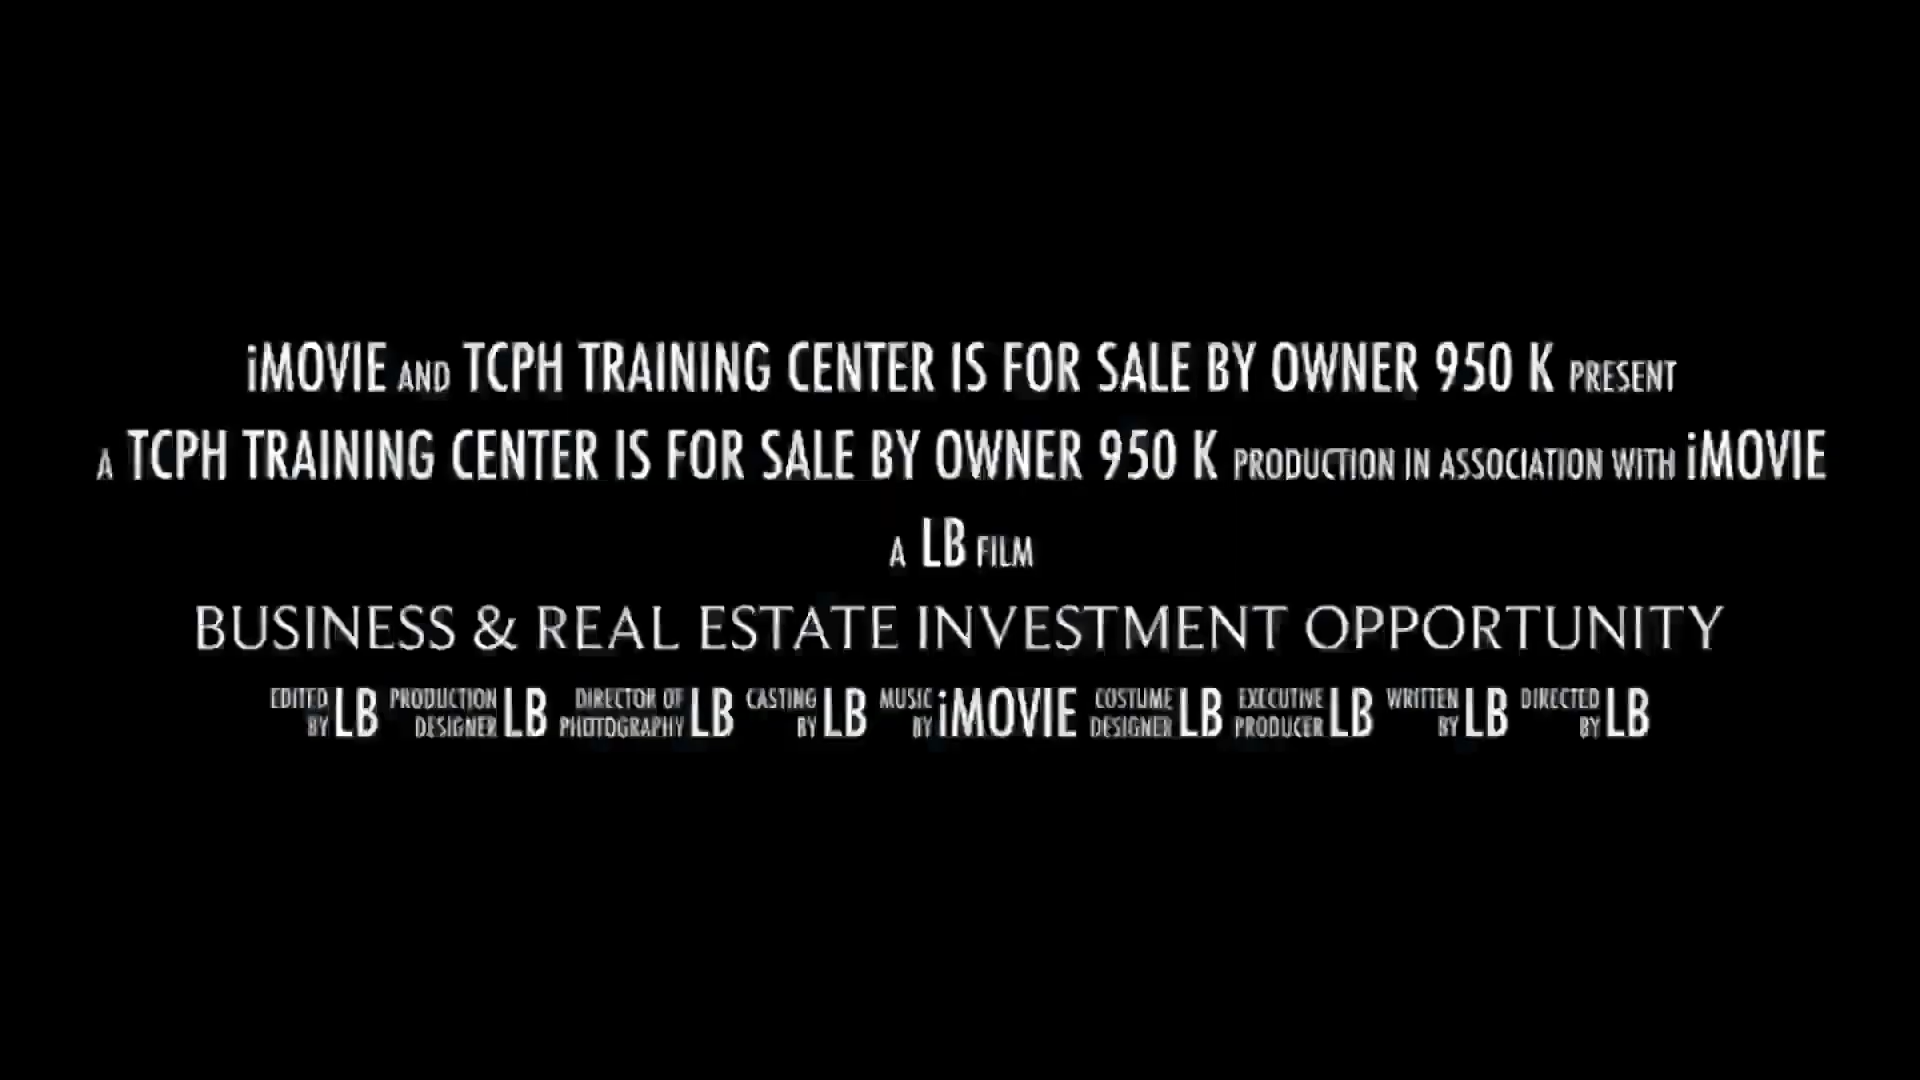 iMOVIE AND TCPH TRAINING CENTER IS FOR SALE BY OWNER 950 K PRESENT
A TCPH TRAINING CENTER IS FOR SALE BY OWNER 950 K PRODUCTION IN ASSOCIATION WITH iMOVIE
A LB FILM
BUSINESS & REAL ESTATE INVESTMENT OPPORTUNITY
EDITED BY LB PRODUCTION DESIGNER LB DIRECTOR OF PHOTOGRAPHY LB CASTING BY LB MUSIC BY iMOVIE COSTUME DESIGNER LB EXECUTIVE PRODUCER LB WRITTEN BY LB DIRECTED BY LB